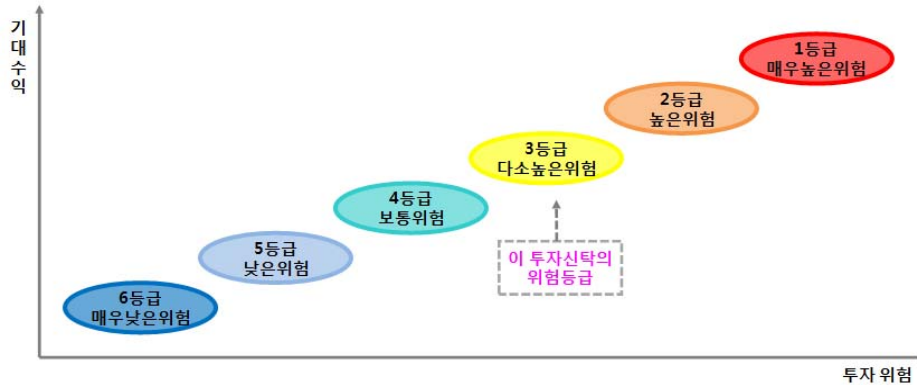 기대수익
1등급
매우높은위험
2등급
높은위험
3등급
다소높은위험
4등급
보통위험
이 투자신탁의
위험등급
5등급
낮은위험
6등급
매우낮은위험
투자 위험